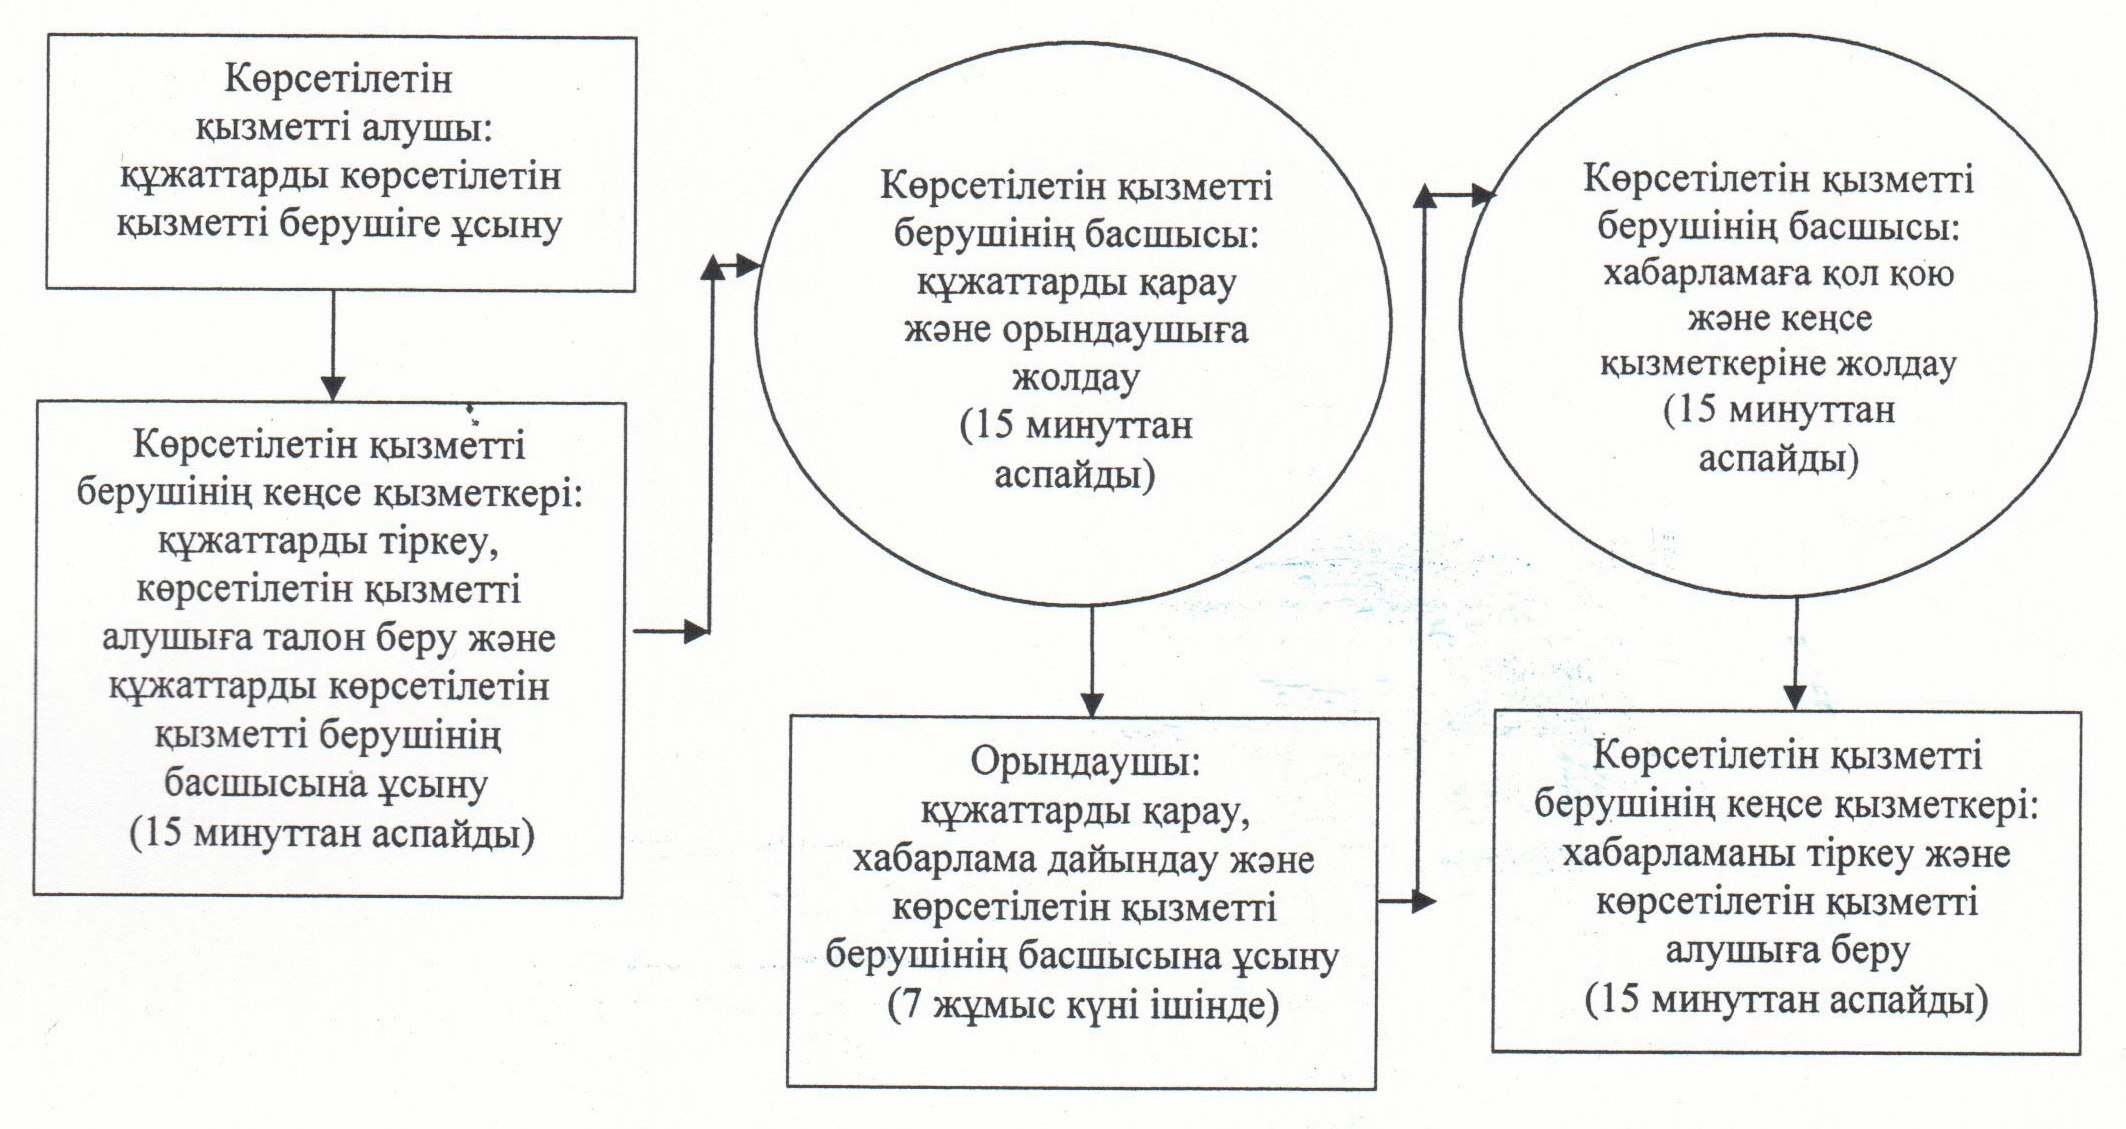 Көрсетілетін
қызметті алушы:
құжаттарды көрсетілетін
қызметті берушіге ұсыну
Көрсетілетін қызметті
берушінің кеңсе қызметкері:
құжаттарды тіркеу,
көрсетілетін қызметті
алушыға талон беру және
құжаттарды көрсетілетін
қызметті берушінің
басшысына ұсыну
(15 минуттан аспайды)
Көрсетілетін қызметті
берушінің басшысы:
құжаттарды қарау
және орындаушыға
жолдау
(15 минуттан
аспайды)
Орындаушы:
құжаттарды қарау,
хабарлама дайындау және
көрсетілетін қызметті
берушінің басшысына ұсыну
(7 жұмыс күні ішінде)
Көрсетілетін қызметті
берушінің басшысы:
хабарламаға қол қою
және кеңсе
қызметкеріне жолдау
(15 минуттан
аспайды)
Көрсетілетін қызметті
берушінің кеңсе қызметкері:
хабарламаны тіркеу және
көрсетілетін қызметті
алушыға беру
(15 минуттан аспайды)